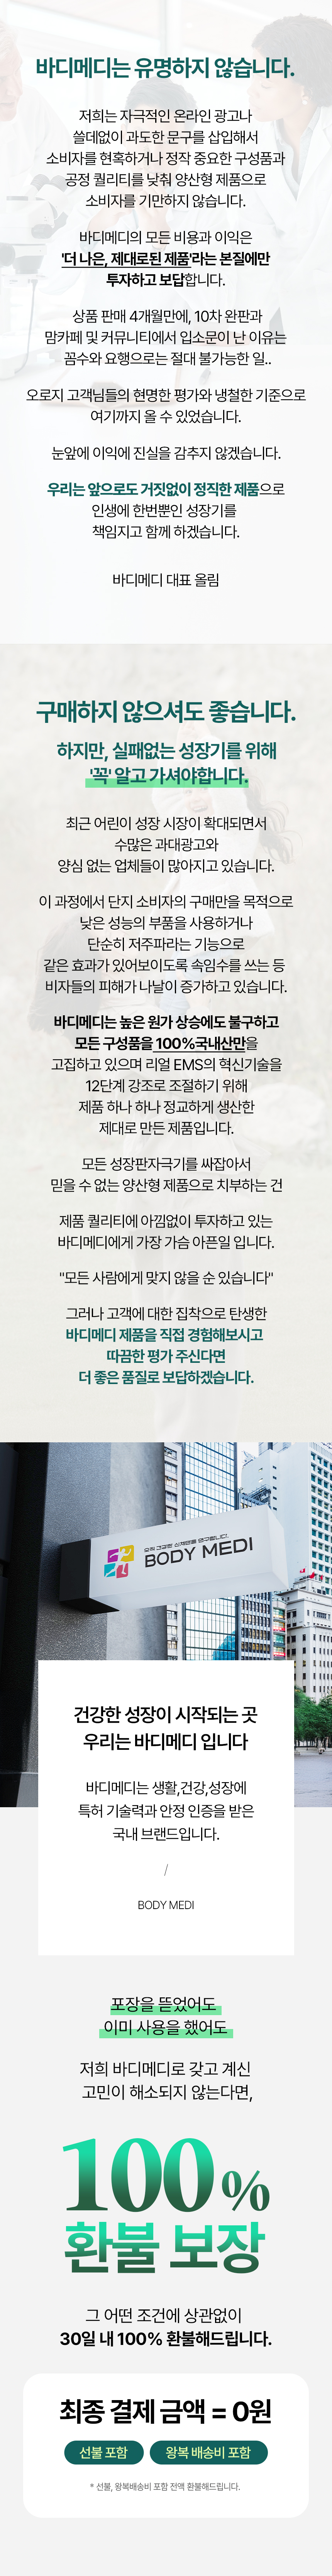 바디메디는 유명하지 않습니다.
저희는 자극적인 온라인 광고나
쓸데없이 과도한 문구를 삽입해서
소비자를 현혹하거나 정작 중요한 구성품과
공정 퀄리티를 낮춰 양산형 제품으로
소비자를 기만하지 않습니다.
바디메디의 모든 비용과 이익은
'더 나은, 제대로된 제품'라는 본질에만
투자하고 보답합니다.
상품 판매 4개월만에, 10차 완판과
맘카페 및 커뮤니티에서 입소문이 난 이유는
꼼수와 요행으로는 절대 불가능한 일..
오로지 고객님들의 현명한 평가와 냉철한 기준으로
여기까지 올 수 있었습니다.
눈앞에 이익에 진실을 감추지 않겠습니다.
우리는 앞으로도 거짓없이 정직한 제품으로
인생에 한번뿐인 성장기를
책임지고 함께 하겠습니다.
바디메디 대표 올림
구매하지 않으셔도 좋습니다.
하지만, 실패없는 성장기를 위해
'꼭' 알고 가셔야합니다.
최근 어린이 성장 시장이 확대되면서
수많은 과대광고와
양심 없는 업체들이 많아지고 있습니다.
이 과정에서 단지 소비자의 구매만을 목적으로
낮은 성능의 부품을 사용하거나
단순히 저주파라는 기능으로
같은 효과가 있어보이도록 속임수를 쓰는 등
비자들의 피해가 나날이 증가하고 있습니다.
바디메디는 높은 원가 상승에도 불구하고
모든 구성품을 100%국내산만을
고집하고 있으며 리얼 EMS의 혁신기술을
12단계 강조로 조절하기 위해
제품 하나 하나 정교하게 생산한
제대로 만든 제품입니다.
모든 성장판자극기를 싸잡아서
믿을 수 없는 양산형 제품으로 치부하는 건
제품 퀄리티에 아낌없이 투자하고 있는
바디메디에게 가장 가슴 아픈일 입니다.
"모든 사람에게 맞지 않을 순 있습니다"
그러나 고객에 대한 집착으로 탄생한
바디메디 제품을 직접 경험해보시고
따끔한 평가 주신다면
더 좋은 품질로 보답하겠습니다.
BODY MEDI
건강한 성장이 시작되는 곳
우리는 바디메디 입니다
바디메디는 생활,건강,성장에
특허 기술력과 안정 인증을 받은
국내 브랜드입니다.
/
BODY MEDI
포장을 뜯었어도
이미 사용을 했어도
저희 바디메디로 갖고 계신
고민이 해소되지 않는다면,
100%
환불 보장
그 어떤 조건에 상관없이
30일 내 100% 환불해드립니다.
최종 결제 금액 = 0원
선불 포함 왕복 배송비 포함
* 선불, 왕복배송비 포함 전액 환불해드립니다.